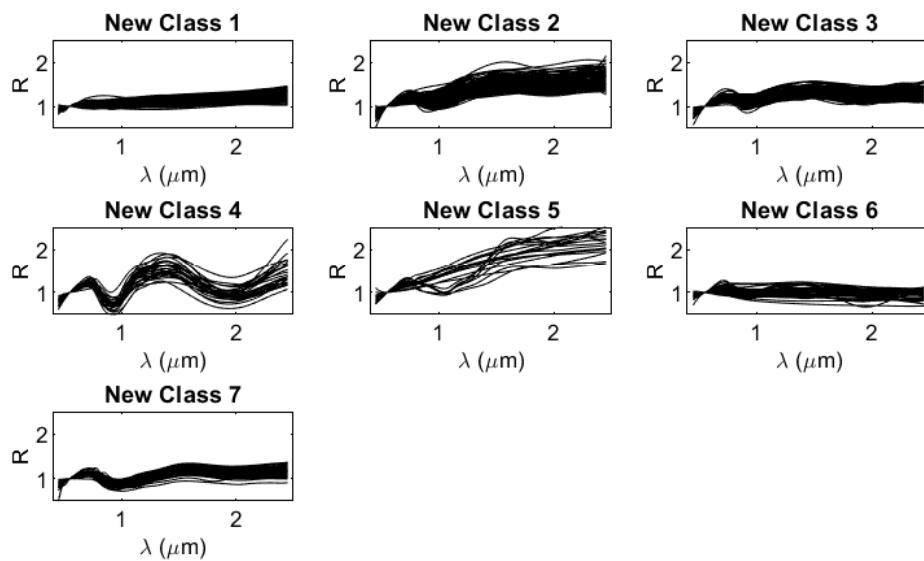 New Class 1
New Class 2
New Class 3
2
1
R
1
2
λ (μm)
2
1
R
1
2
λ (μm)
2
1
R
1
2
λ (μm)
New Class 4
New Class 5
New Class 6
2
1
R
1
2
λ (μm)
2
1
R
1
2
λ (μm)
2
1
R
1
2
λ (μm)
New Class 7
2
1
R
1
2
λ (μm)